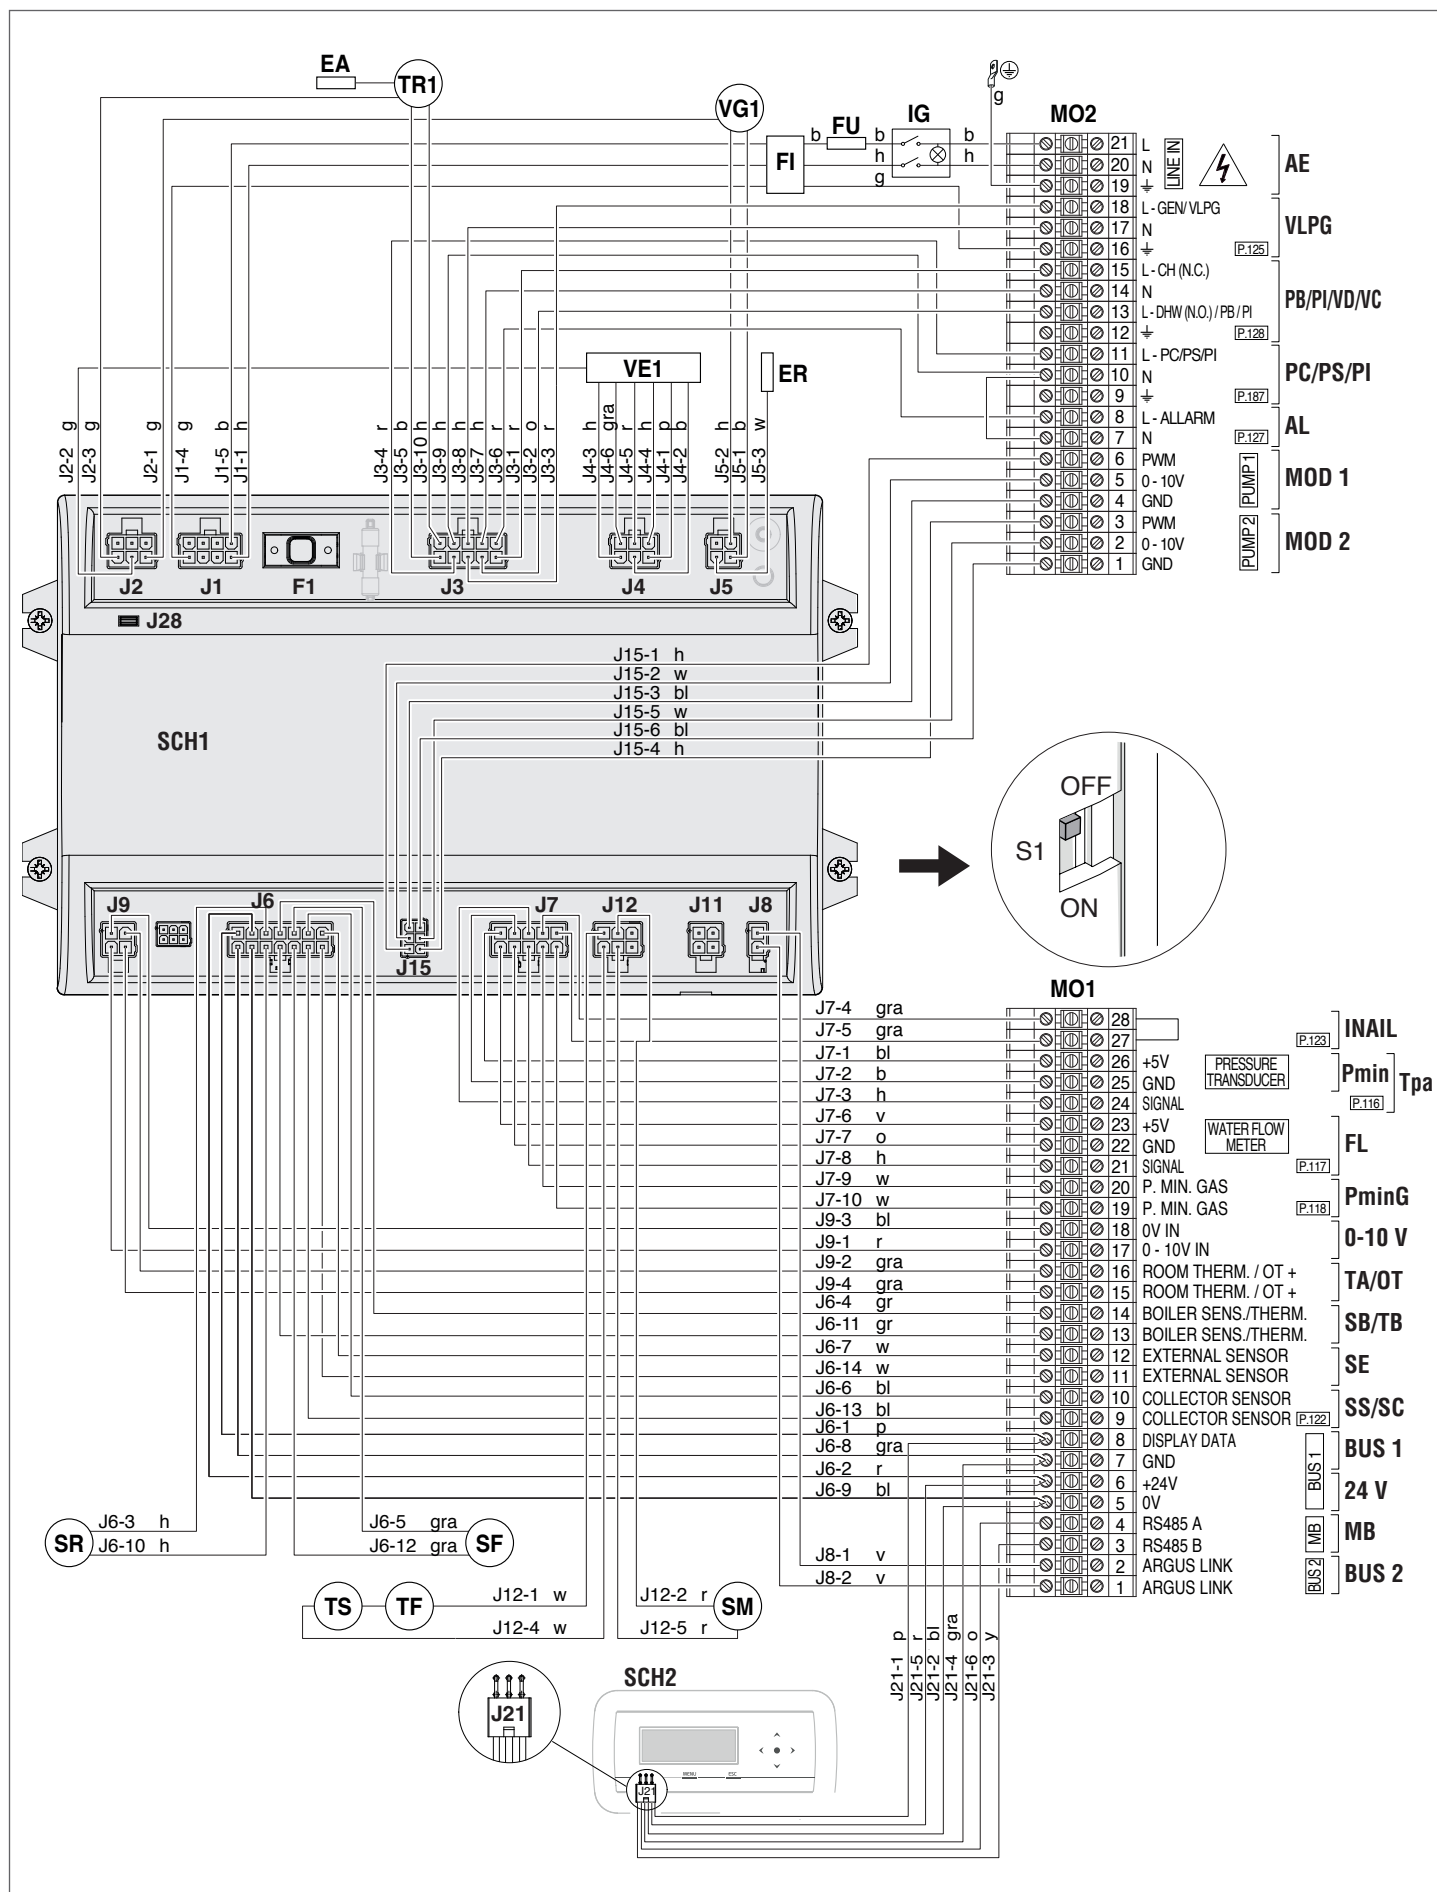 EA
TR1
VG1
FU
IG
g
MO2
b b b
h h
g
FI
21 L
20 N
19
LINE IN
AE
18 L - GEN/ VLPG
17 N
16
P.125
VLPG
15 L - CH (N.C.)
14 N
13 L - DHW (N.O.) / PB / PI
12
P.128
PB/PI/VD/VC
11 L - PC/PS/PI
10 N
9
P.187
PC/PS/PI
8 L - ALLARM
7 N
P.127
AL
6 PWM
5 0 - 10V
4 GND
PUMP1
MOD 1
3 PWM
2 0 - 10V
1 GND
PUMP 2
MOD 2
VE1
ER
J2-2 g
J2-3 g
J2-1 g
J1-4 g
J1-5 b
J1-1 h
J3-4 r
J3-5 b
J3-10 h
J3-9 h
J3-8 h
J3-7 h
J3-6 r
J3-1 r
J3-2 o
J3-3 r
J4-3 h
J4-6 gra
J4-5 r
J4-4 h
J4-1 p
J4-2 b
J5-2 h
J5-1 b
J5-3 w
J2
J1
F1
J3
J4
J5
J28
J15-1 h
J15-2 w
J15-3 bl
J15-5 w
J15-6 bl
J15-4 h
SCH1
OFF
S1
ON
J9
J6
J15
J7
J12
J11
J8
MO1
J7-4 gra
J7-5 gra
J7-1 bl
J7-2 b
J7-3 h
J7-6 v
J7-7 o
J7-8 h
J7-9 w
J7-10 w
J9-3 bl
J9-1 r
J9-2 gra
J9-4 gra
J6-4 gr
J6-11 gr
J6-7 w
J6-14 w
J6-6 bl
J6-13 bl
J6-1 p
J6-8 gra
J6-2 r
J6-9 bl
J8-1 v
J8-2 v
28
27
P.123
INAIL
26 +5V
25 GND
24 SIGNAL
PRESSURE
TRANSDUCER
Pmin
P.116
Tpa
23 +5V
22 GND
21 SIGNAL
WATER FLOW
METER
P.117
FL
20 P. MIN. GAS
19 P. MIN. GAS
P.118
PminG
18 0V IN
17 0 - 10V IN
0-10 V
16 ROOM THERM. / OT +
15 ROOM THERM. / OT +
TA/OT
14 BOILER SENS./THERM.
13 BOILER SENS./THERM.
SB/TB
12 EXTERNAL SENSOR
11 EXTERNAL SENSOR
SE
10 COLLECTOR SENSOR
9 COLLECTOR SENSOR
P.122
SS/SC
8 DISPLAY DATA
7 GND
BUS 1
BUS 1
6 +24V
5 0V
24 V
4 RS485 A
3 RS485 B
MB
MB
2 ARGUS LINK
1 ARGUS LINK
BUS 2
BUS 2
SR
J6-3 h
J6-10 h
J6-5 gra
J6-12 gra
SF
TS
TF
J12-1 w
J12-4 w
J12-2 r
J12-5 r
SM
J21-1 p
J21-5 r
J21-2 bl
J21-4 gra
J21-6 o
J21-3 y
SCH2
J21
MENU
ESC
J21